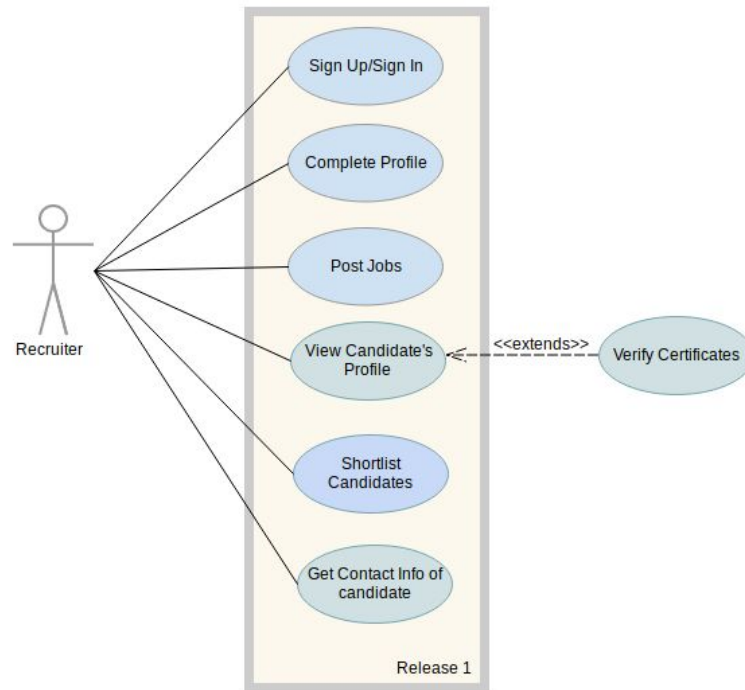 Sign Up/Sign In
Complete Profile
Post Jobs
Recruiter
View Candidate's
Profile
<<extends>>
Verify Certificates
Shortlist
Candidates
Get Contact Info of
candidate
Release 1